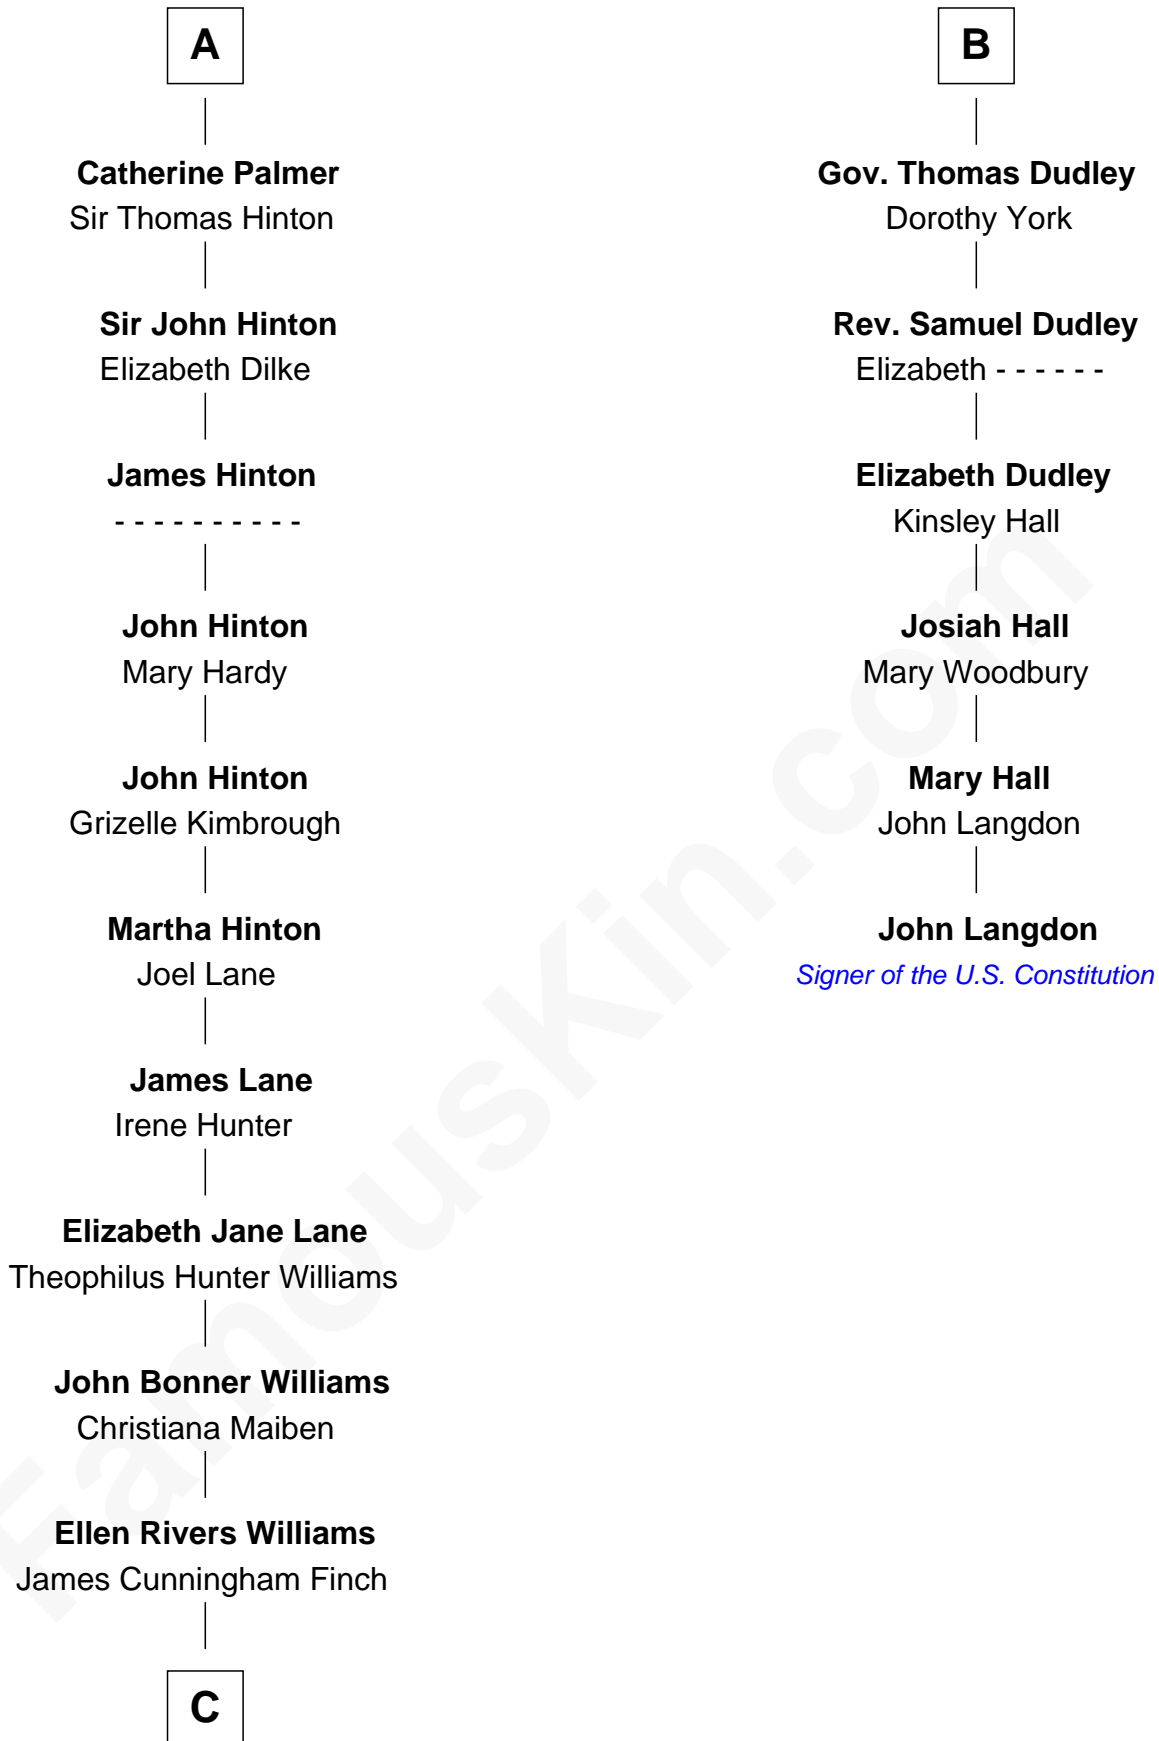 A
Catherine Palmer
Sir Thomas Hinton
Sir John Hinton
Elizabeth Dilke
James Hinton
- - - - - - - - - -
John Hinton
Mary Hardy
John Hinton
Grizelle Kimbrough
Martha Hinton
Joel Lane
James Lane
Irene Hunter
Elizabeth Jane Lane
Theophilus Hunter Williams
John Bonner Williams
Christiana Maiben
Ellen Rivers Williams
James Cunningham Finch
C
B
Gov. Thomas Dudley
Dorothy York
Rev. Samuel Dudley
Elizabeth - - - - - -
Elizabeth Dudley
Kinsley Hall
Josiah Hall
Mary Woodbury
Mary Hall
John Langdon
John Langdon
Signer of the U.S. Constitution
FamousKin.com